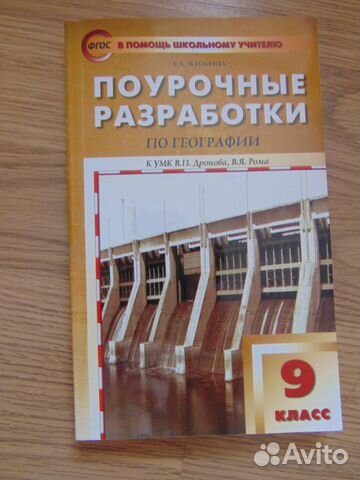 ФГОС
В ПОМОЩЬ ШКОЛЬНОМУ УЧИТЕЛЮ
Е.А. ЖИЖИНА
ПОУРОЧНЫЕ
РАЗРАБОТКИ
ПО ГЕОГРАФИИ
К УМК В.П. Дронова, В.Я. Рома
9
КЛАСС
Avito